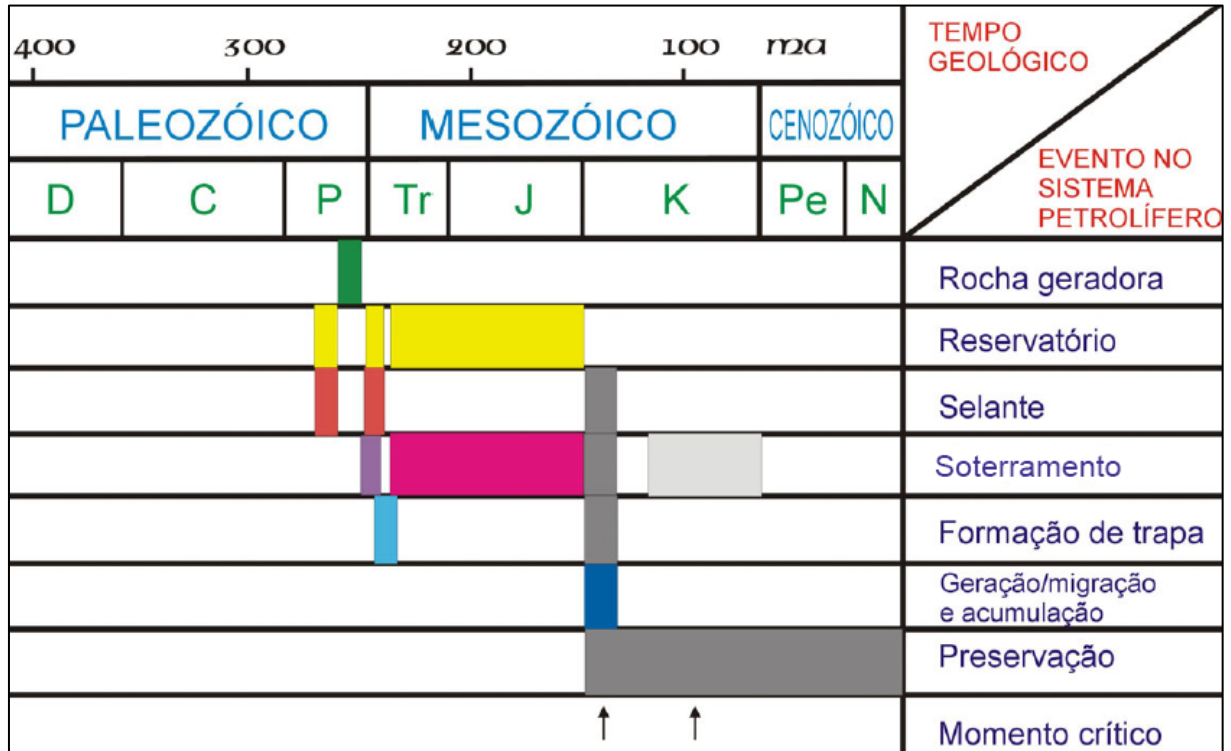 400 300 200 100 ma
TEMPO
GEOLÓGICO
PALEOZÓICO MESOZÓICO CENOZÓICO
EVENTO NO
SISTEMA
PETROLÍFERO
D C P Tr J K Pe N
Rocha geradora
Reservatório
Selante
Soterramento
Formação de trapa
Geração/migração
e acumulação
Preservação
Momento crítico